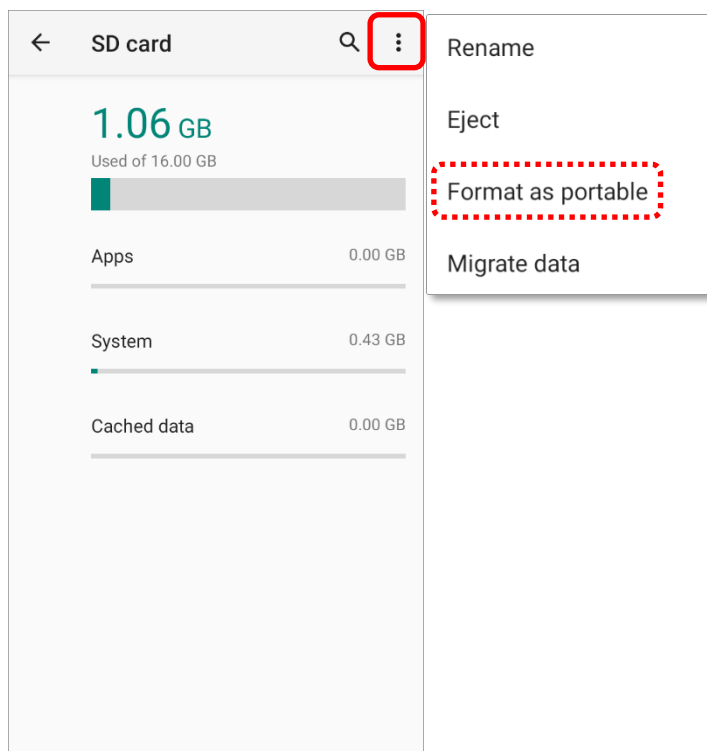 SD card
1.06 GB
Used of 16.00 GB
Apps 0.00 GB
System 0.43 GB
Cached data 0.00 GB
Rename
Eject
Format as portable
Migrate data